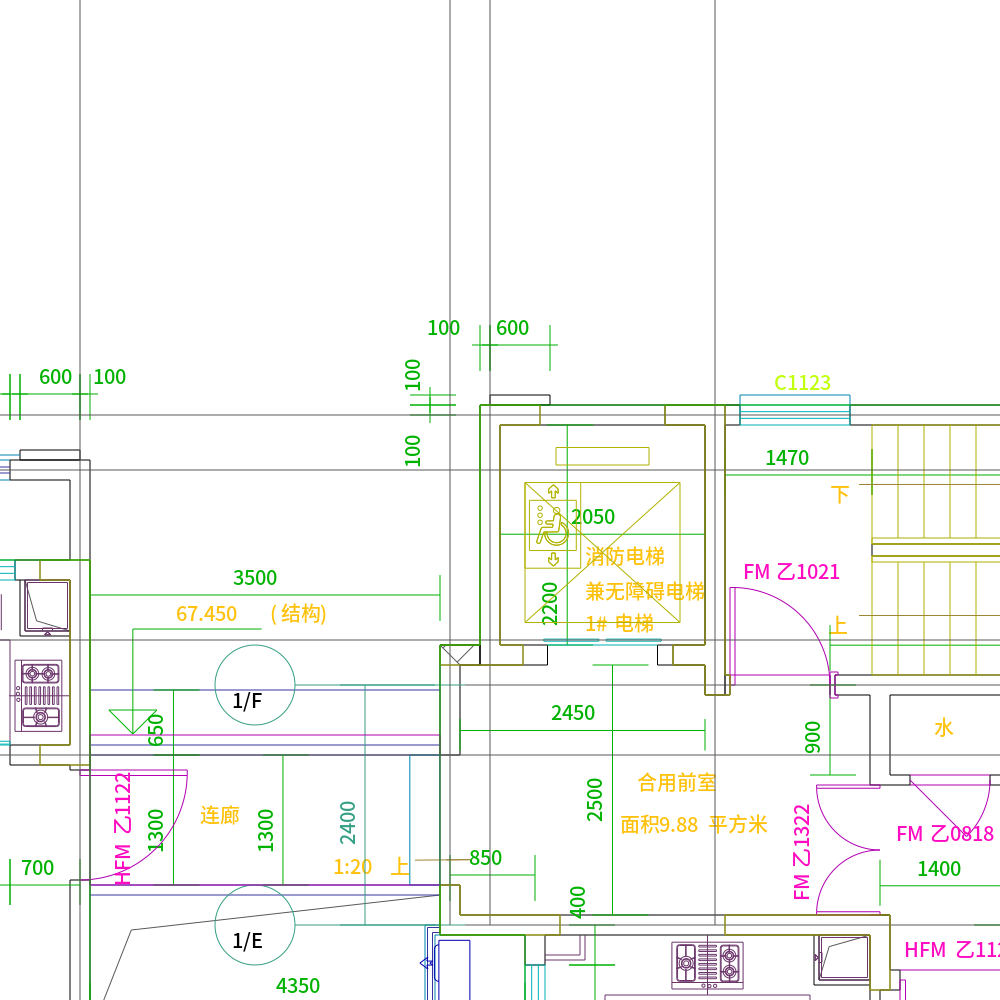 100 600
100
600 100
C1123
100
1470
下
2050
消防电梯
FM 乙1021
3500
兼无障碍电梯
2200
67.450 ( 结构)
1# 电梯
上
1/F
2450
650
水
900
合用前室
HFM 乙1122
2500
连廊
1300
1300
2400
面积9.88 平方米
FM 乙1322
FM 乙0818
850
1:20 上
700
1400
400
1/E
HFM 乙112
4350